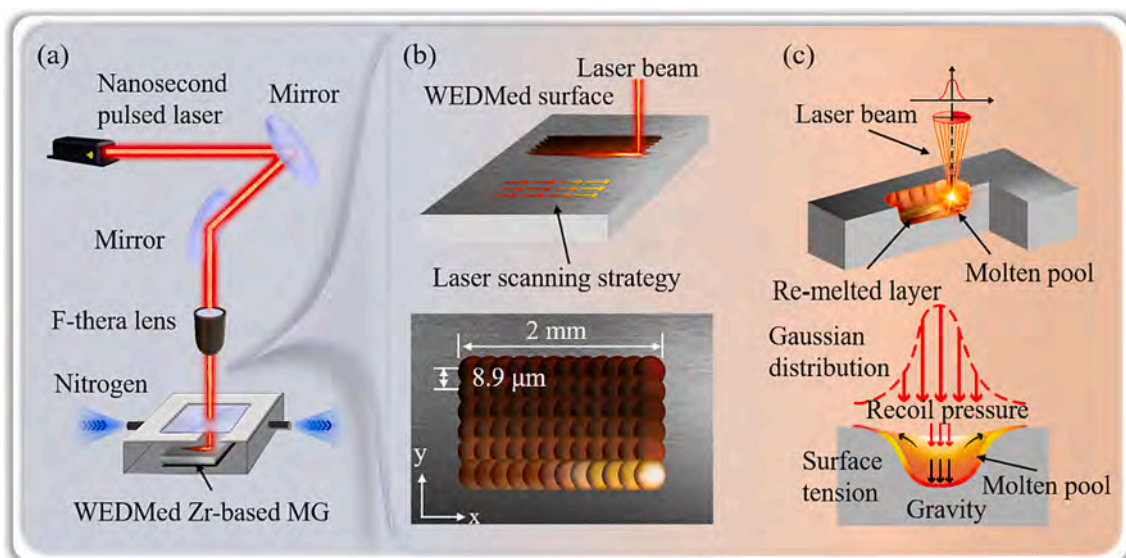 (a)
Nanosecond
pulsed laser
Mirror
Mirror
F-thera lens
Nitrogen
WEDMed Zr-based MG
(b)
Laser beam
WEDMed surface
Laser scanning strategy
2 mm
8.9 μm
y
x
(c)
Laser beam
Molten pool
Re-melted layer
Gaussian
distribution
Recoil pressure
Surface
tension
Molten pool
Gravity